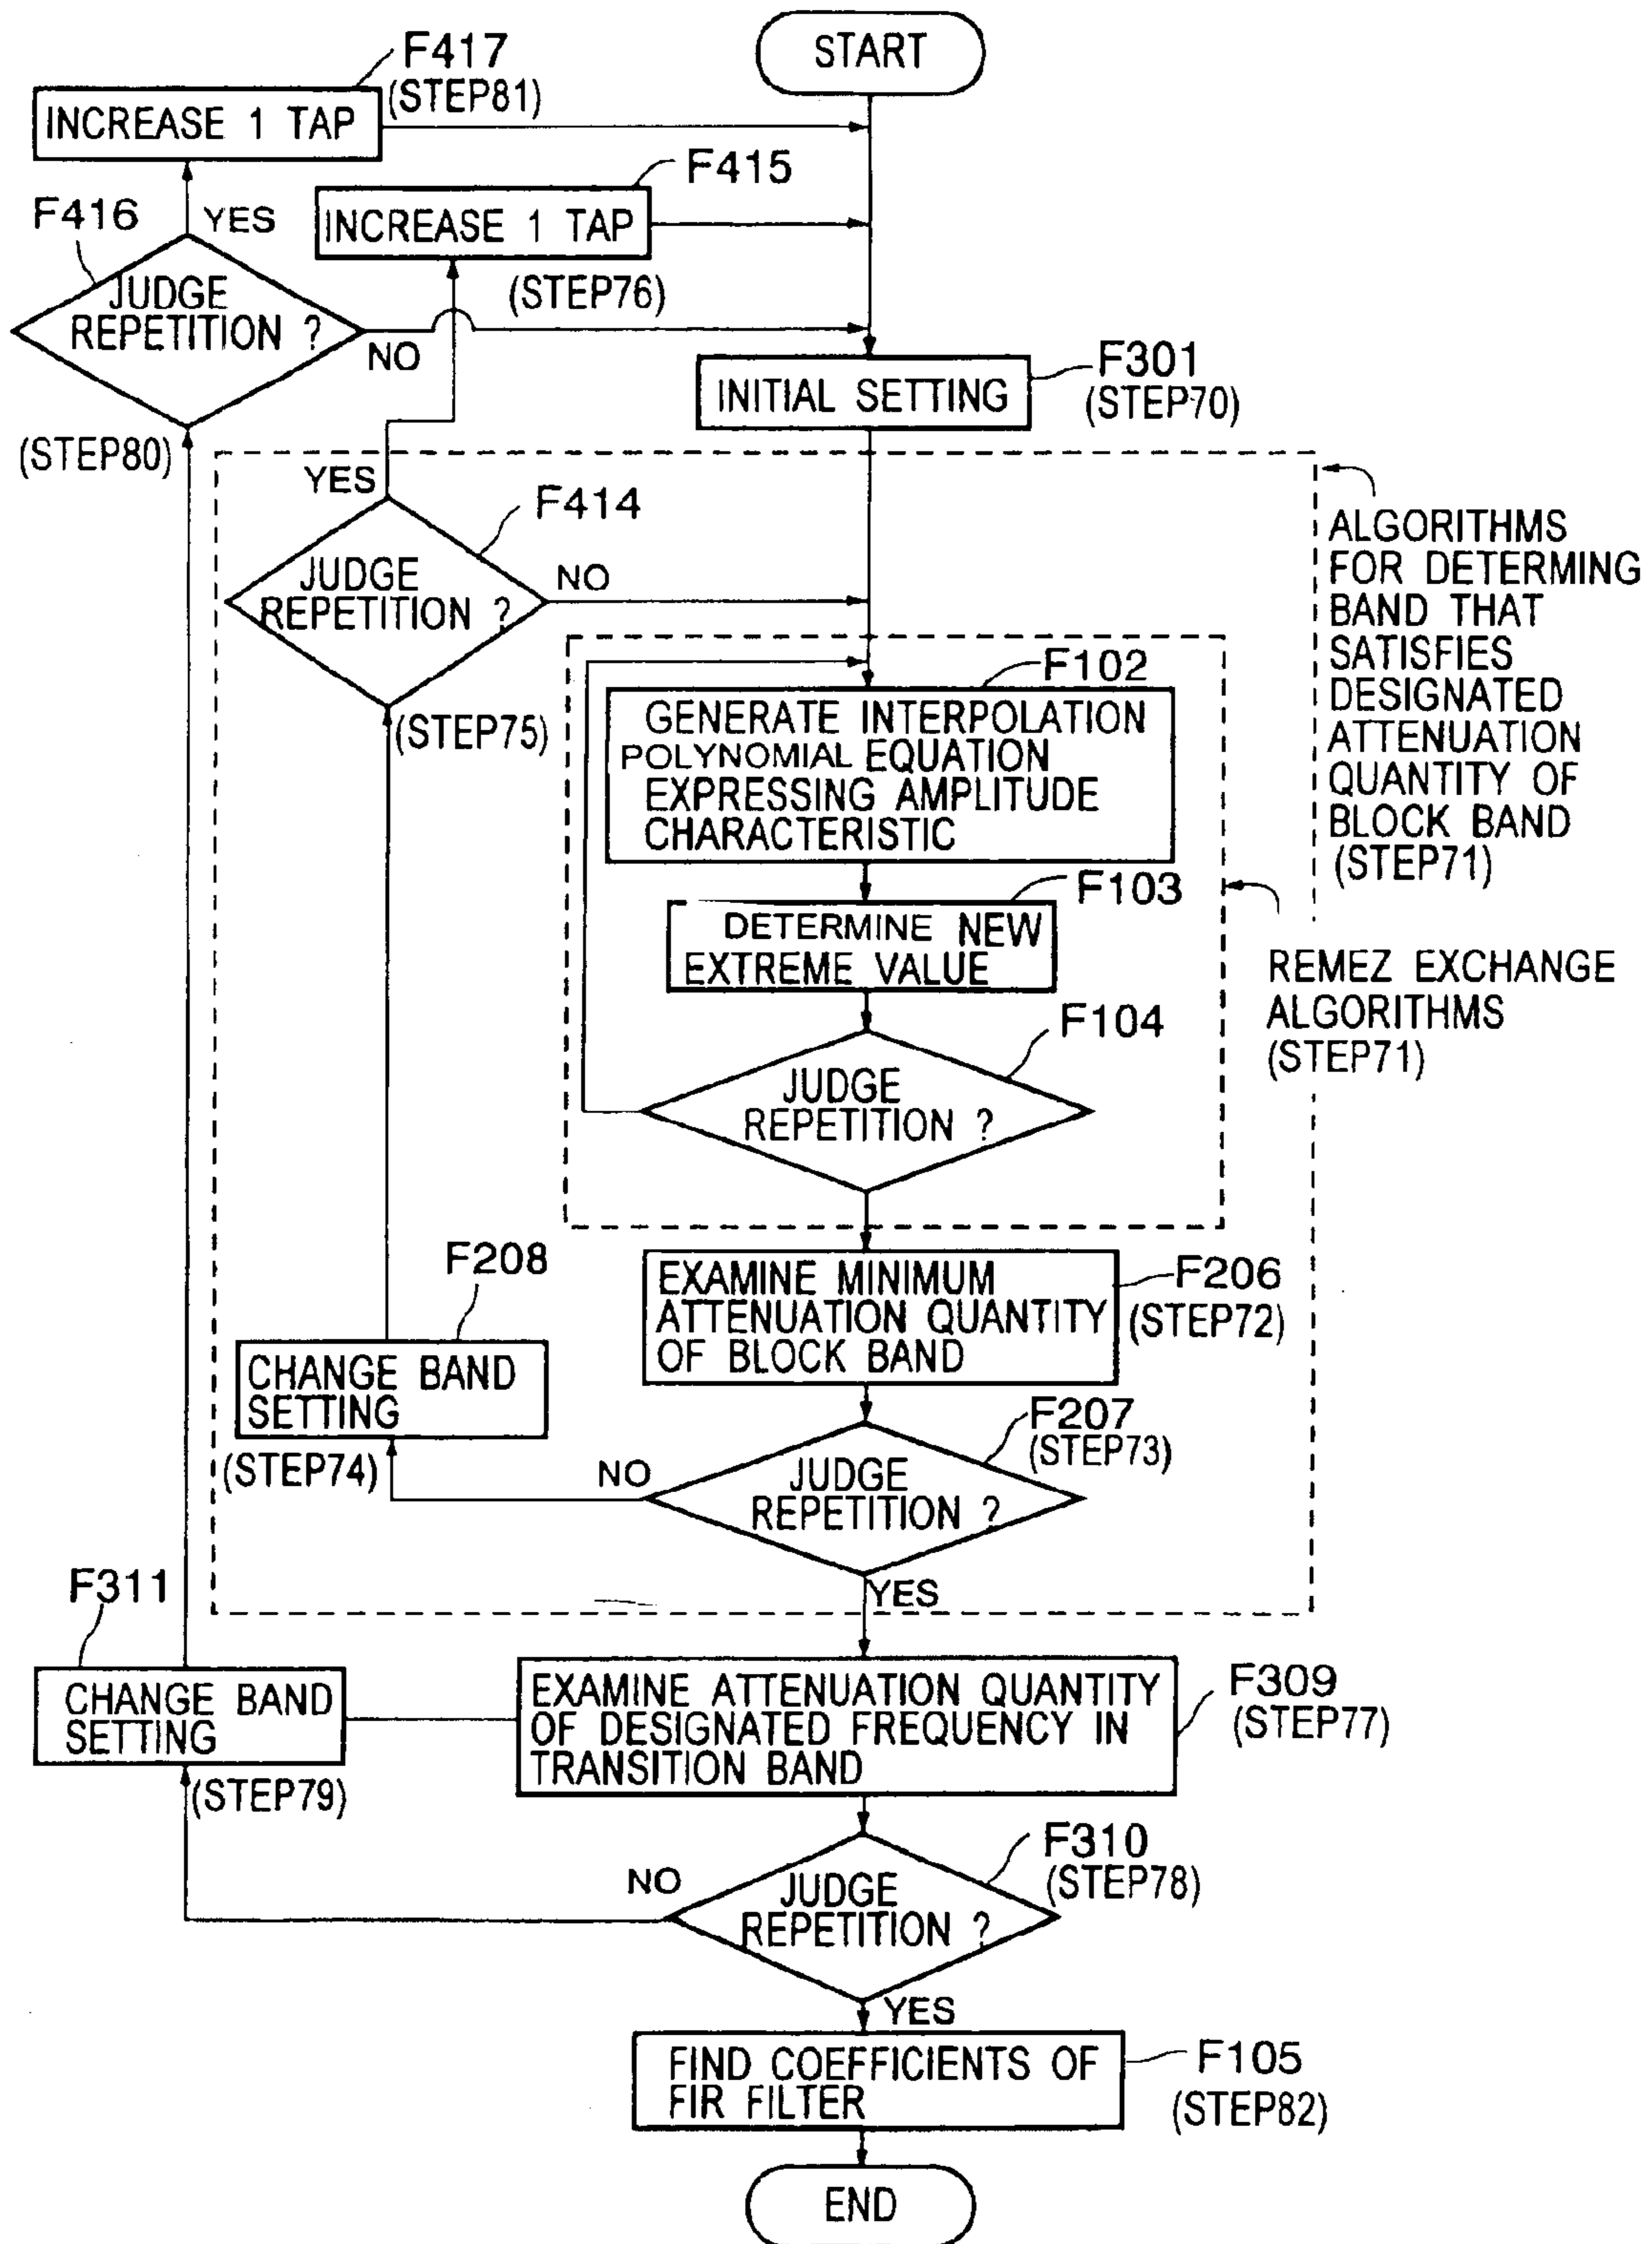 START
F417
(STEP81)
INCREASE 1 TAP
F415
INCREASE 1 TAP
(STEP76)
F416
YES
JUDGE
REPETITION ?
NO
(STEP80)
F301
(STEP70)
INITIAL SETTING
YES
F414
JUDGE
REPETITION ?
NO
(STEP75)
ALGORITHMS
FOR DETERMING
BAND THAT
SATISFIES
DESIGNATED
ATTENUATION
QUANTITY OF
BLOCK BAND
(STEP71)
F102
GENERATE INTERPOLATION
POLYNOMIAL EQUATION
EXPRESSING AMPLITUDE
CHARACTERISTIC
F103
DETERMINE NEW
EXTREME VALUE
REMEZ EXCHANGE
ALGORITHMS
(STEP71)
F104
JUDGE
REPETITION ?
F208
CHANGE BAND
SETTING
(STEP74)
EXAMINE MINIMUM
ATTENUATION QUANTITY
OF BLOCK BAND
F206
(STEP72)
F207
(STEP73)
NO
JUDGE
REPETITION ?
YES
F311
CHANGE BAND
SETTING
(STEP79)
EXAMINE ATTENUATION QUANTITY
OF DESIGNATED FREQUENCY IN
TRANSITION BAND
F309
(STEP77)
F310
(STEP78)
NO
JUDGE
REPETITION ?
YES
FIND COEFFICIENTS OF
FIR FILTER
F105
(STEP82)
END